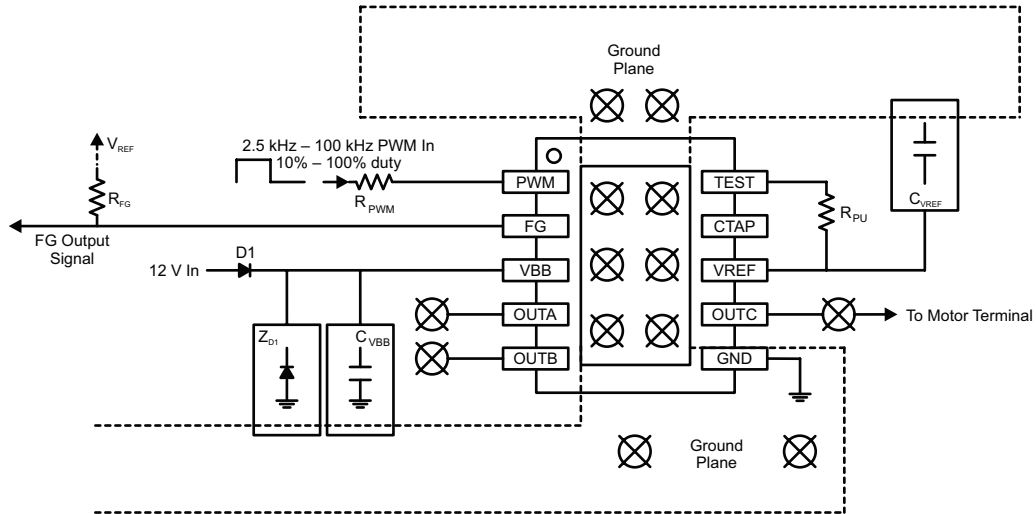 Ground
Plane
V_REF
2.5 kHz – 100 kHz PWM In
10% – 100% duty
R_FG
R_PWM
PWM
TEST
R_PU
C_VREF
FG
CTAP
FG Output
Signal
D1
12 V In
VBB
VREF
OUTA
OUTC
To Motor Terminal
Z_D1
C_VBB
OUTB
GND
Ground
Plane